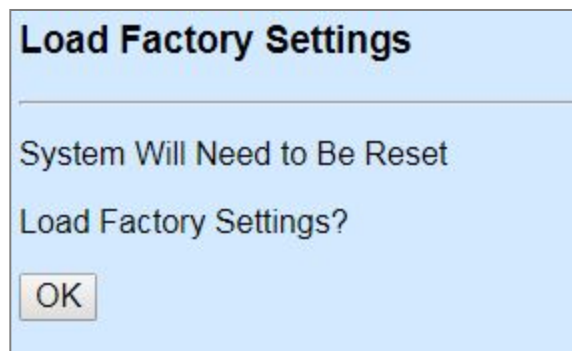 Load Factory Settings
System Will Need to Be Reset
Load Factory Settings?
OK